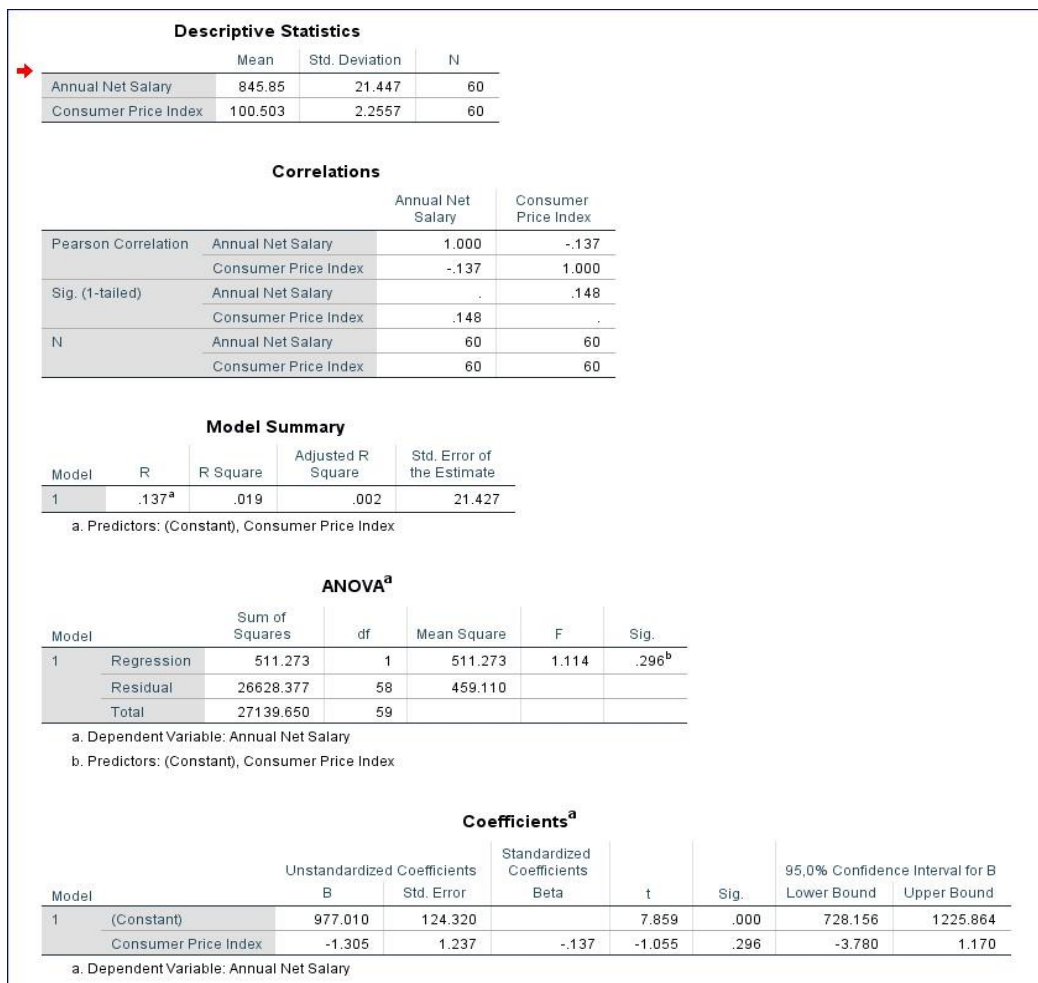 Descriptive Statistics
Mean Std. Deviation N
Annual Net Salary 845.85 21.447 60
Consumer Price Index 100.503 2.2557 60
Correlations
Annual Net Salary Consumer Price Index
Pearson Correlation Annual Net Salary 1.000 -.137
Consumer Price Index -.137 1.000
Sig. (1-tailed) Annual Net Salary . .148
Consumer Price Index .148 .
N Annual Net Salary 60 60
Consumer Price Index 60 60
Model Summary
Model R R Square Adjusted R Square Std. Error of the Estimate
1 .137a .019 .002 21.427
a. Predictors: (Constant), Consumer Price Index
ANOVAa
Model Sum of Squares df Mean Square F Sig.
1 Regression 511.273 1 511.273 1.114 .296b
Residual 26628.377 58 459.110
Total 27139.650 59
a. Dependent Variable: Annual Net Salary
b. Predictors: (Constant), Consumer Price Index
Coefficientsa
Unstandardized Coefficients Standardized Coefficients 95,0% Confidence Interval for B
Model B Std. Error Beta t Sig. Lower Bound Upper Bound
1 (Constant) 977.010 124.320 7.859 .000 728.156 1225.864
Consumer Price Index -1.305 1.237 -.137 -1.055 .296 -3.780 1.170
a. Dependent Variable: Annual Net Salary